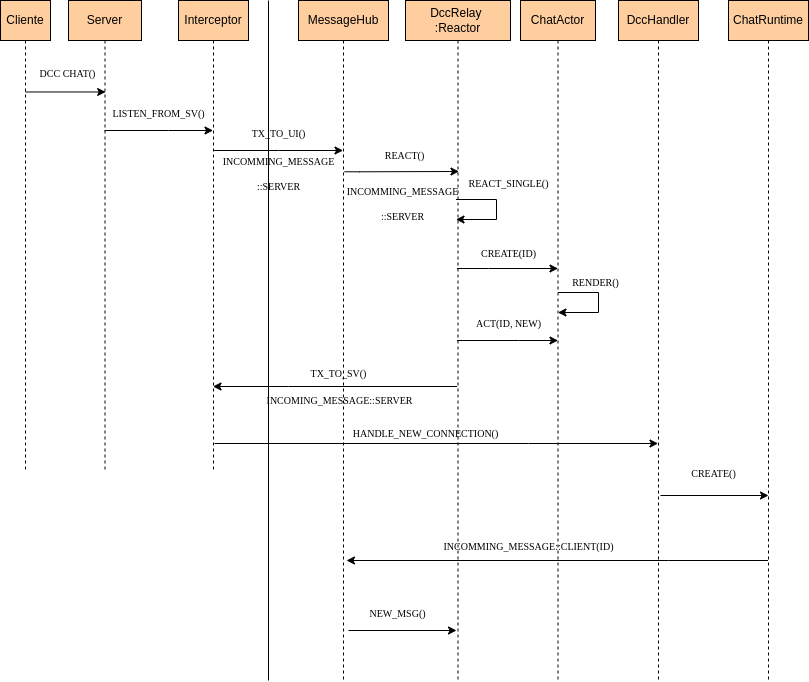 Cliente
Server
Interceptor
MessageHub
DccRelay
:Reactor
ChatActor
DccHandler
ChatRuntime
DCC CHAT()
LISTEN_FROM_SV()
TX_TO_UI()
INCOMMING_MESSAGE
::SERVER
REACT()
INCOMMING_MESSAGE
::SERVER
REACT_SINGLE()
CREATE(ID)
RENDER()
ACT(ID, NEW)
TX_TO_SV()
INCOMING_MESSAGE::SERVER
HANDLE_NEW_CONNECTION()
CREATE()
INCOMMING_MESSAGE::CLIENT(ID)
NEW_MSG()